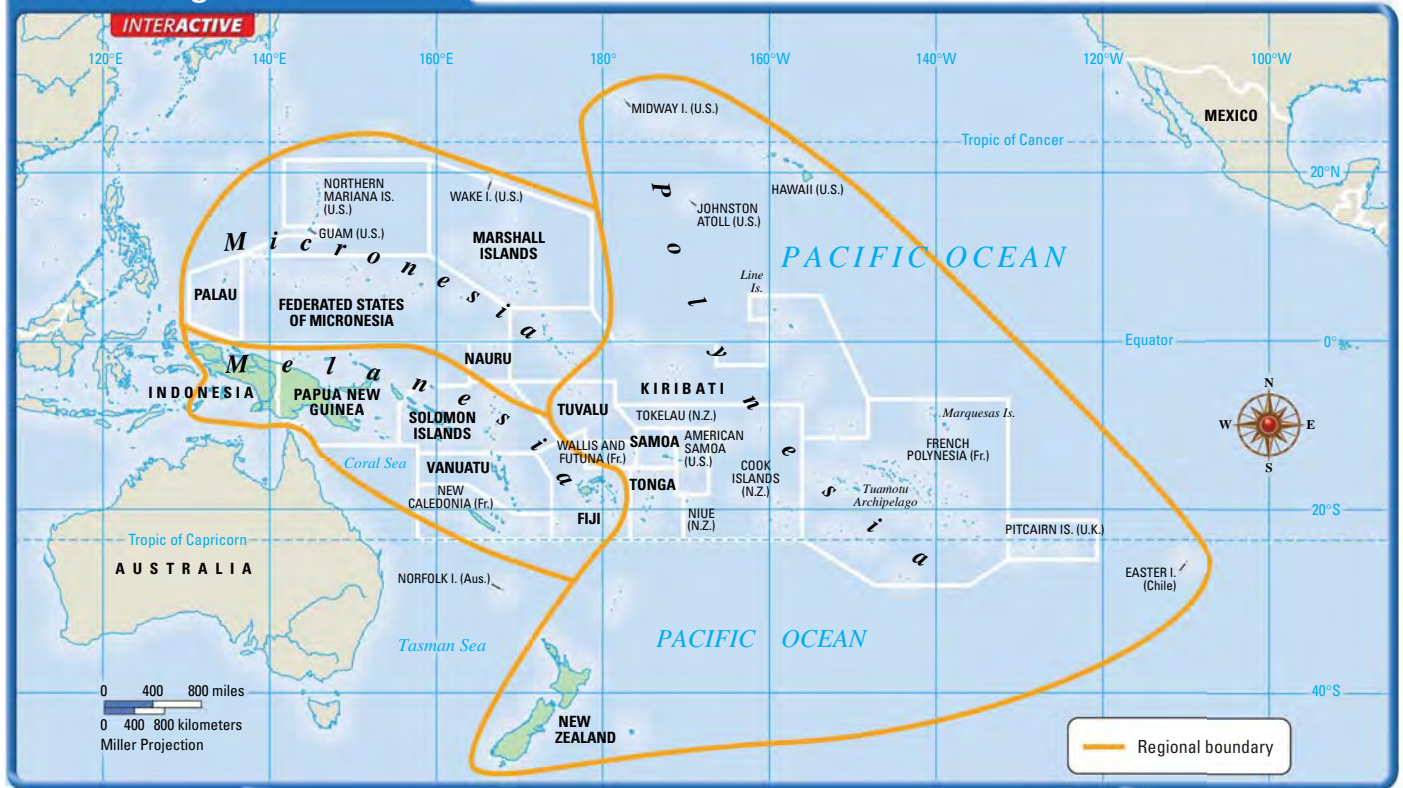 INTERACTIVE
120°E
140°E
160°E
180°
160°W
140°W
120°W
100°W
MIDWAY I. (U.S.)
MEXICO
Tropic of Cancer
20°N
NORTHERN
MARIANA IS.
(U.S.)
WAKE I. (U.S.)
HAWAII (U.S.)
JOHNSTON
ATOLL (U.S.)
GUAM (U.S.)
Micronesia
MARSHALL
ISLANDS
Polynesia
PACIFIC OCEAN
Line
Is.
PALAU
FEDERATED STATES
OF MICRONESIA
Equator
0°
NAURU
Melanesia
INDONESIA
PAPUA NEW
GUINEA
KIRIBATI
SOLOMON
ISLANDS
TUVALU
TOKELAU (N.Z.)
Marquesas Is.
WALLIS AND
FUTUNA (Fr.)
SAMOA
AMERICAN
SAMOA
(U.S.)
FRENCH
POLYNESIA (Fr.)
Coral Sea
VANUATU
COOK
ISLANDS
(N.Z.)
TONGA
Tuamotu
Archipelago
NEW
CALEDONIA (Fr.)
FIJI
NIUE
(N.Z.)
20°S
PITCAIRN IS. (U.K.)
Tropic of Capricorn
AUSTRALIA
NORFOLK I. (Aus.)
EASTER I.
(Chile)
Tasman Sea
PACIFIC OCEAN
N
W
E
S
40°S
0 400 800 miles
0 400 800 kilometers
Miller Projection
NEW
ZEALAND
Regional boundary